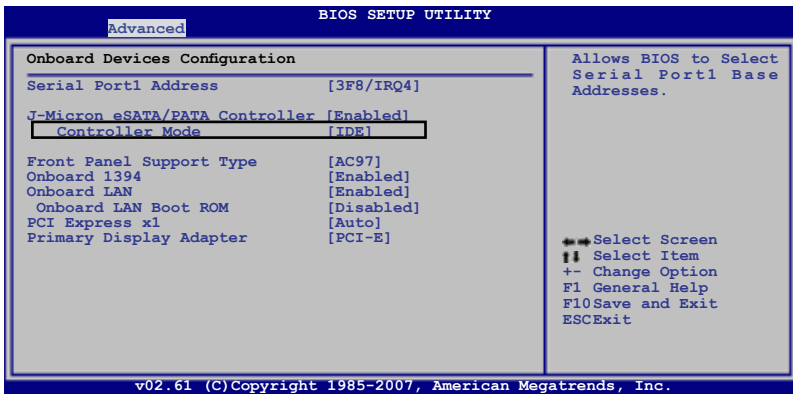 BIOS SETUP UTILITY
Advanced
Onboard Devices Configuration
Serial Port1 Address [3F8/IRQ4]
J-Micron eSATA/PATA Controller [Enabled]
Controller Mode [IDE]
Front Panel Support Type [AC97]
Onboard 1394 [Enabled]
Onboard LAN [Enabled]
Onboard LAN Boot ROM [Disabled]
PCI Express x1 [Auto]
Primary Display Adapter [PCI-E]
Allows BIOS to Select
Serial Port1 Base
Addresses.
Select Screen
Select Item
+- Change Option
F1 General Help
F10Save and Exit
ESCExit
v02.61 (C)Copyright 1985-2007, American Megatrends, Inc.